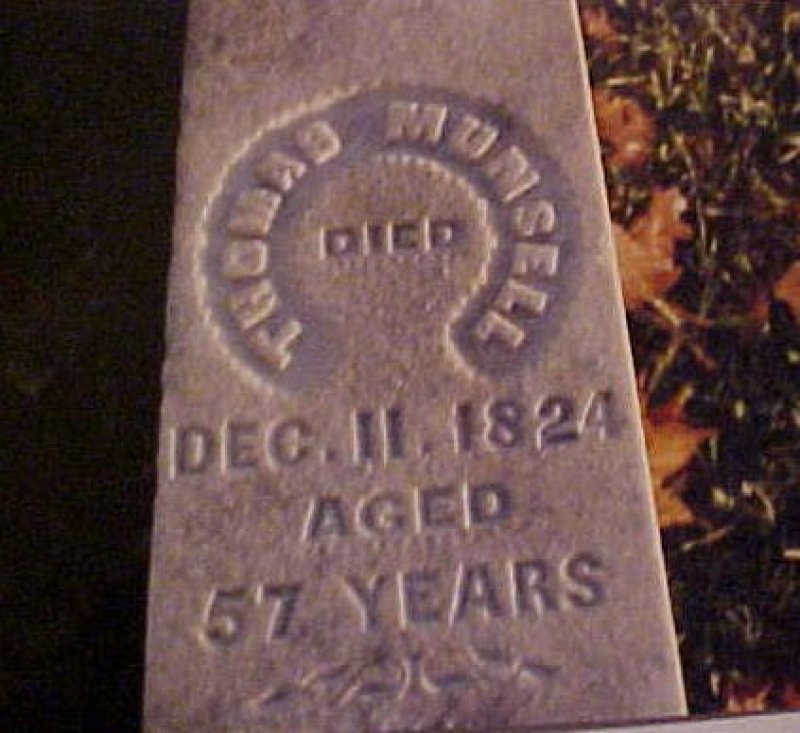 THOMAS MUNSELL
DIED
DEC. 11, 1824
AGED
57 YEARS